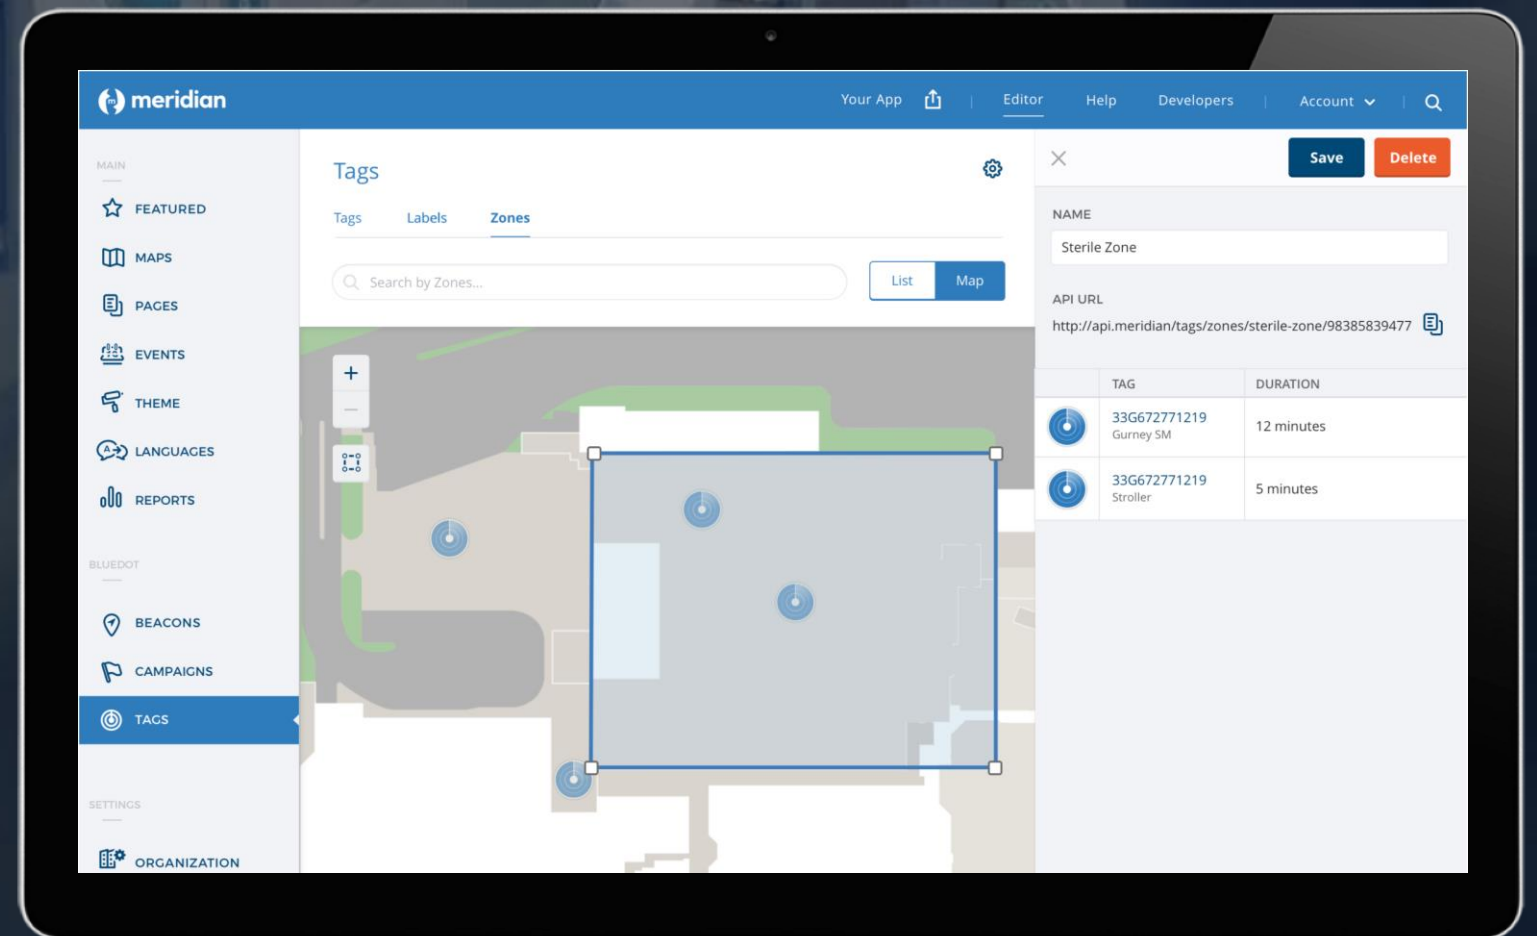 meridian
Your App
Editor
Help
Developers
Account
MAIN
FEATURED
MAPS
PAGES
EVENTS
THEME
LANGUAGES
REPORTS
BLUEDOT
BEACONS
CAMPAIGNS
TAGS
SETTINGS
ORGANIZATION
Tags
Tags Labels Zones
Search by Zones...
List Map
Save Delete
NAME
Sterile Zone
API URL
http://api.meridian/tags/zones/sterile-zone/98385839477
TAG DURATION
33G672771219
Gurney SM
12 minutes
33G672771219
Stroller
5 minutes